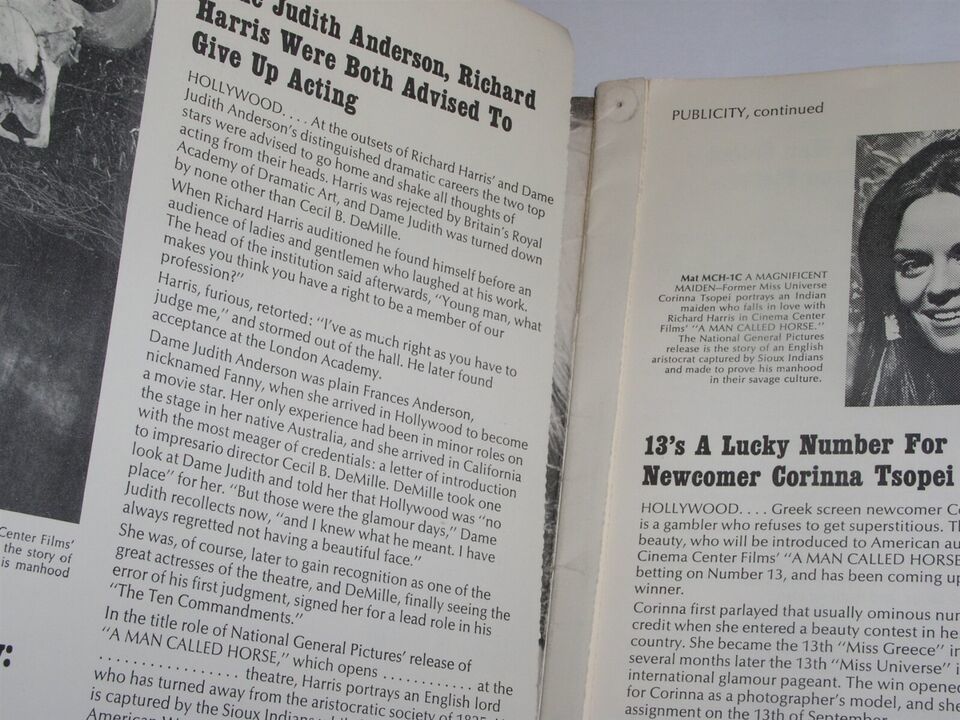 Judith Anderson, Richard
Harris Were Both Advised To
Give Up Acting
HOLLYWOOD. . . . At the outsets of Richard Harris' and Dame
Judith Anderson's distinguished dramatic careers the two top
stars were advised to go home and shake all thoughts of
acting from their heads. Harris was rejected by Britain's Royal
Academy of Dramatic Art, and Dame Judith was turned down
by none other than Cecil B. DeMille.
When Richard Harris auditioned he found himself before an
audience of ladies and gentlemen who laughed at his work.
The head of the institution said afterwards, "Young man, what
makes you think you have a right to be a member of our
profession?"
Harris, furious, retorted: "I've as much right as you have to
judge me," and stormed out of the hall. He later found
acceptance at the London Academy.
Dame Judith Anderson was plain Frances Anderson,
nicknamed Fanny, when she arrived in Hollywood to become
a movie star. Her only experience had been in minor roles on
the stage in her native Australia, and she arrived in California
with the most meager of credentials: a letter of introduction
to impresario director Cecil B. DeMille. DeMille took one
look at Dame Judith and told her that Hollywood was "no
place" for her. "But those were the glamour days," Dame
Judith recollects now, "and I knew what he meant. I have
always regretted not having a beautiful face."
She was, of course, later to gain recognition as one of the
great actresses of the theatre, and DeMille, finally seeing the
error of his first judgment, signed her for a lead role in his
"The Ten Commandments."
In the title role of National General Pictures' release of
"A MAN CALLED HORSE," which opens . . . . . . . . . . . . at the
. . . . . . . . . . . . . . . theatre, Harris portrays an English lord
who has turned away from the aristocratic society of 1825
is captured by the Sioux Indians
American
Center Films'
the story of
is manhood
PUBLICITY, continued
Mat MCH-1C A MAGNIFICENT
MAIDEN—Former Miss Universe
Corinna Tsopei portrays an Indian
maiden who falls in love with
Richard Harris in Cinema Center
Films' "A MAN CALLED HORSE."
The National General Pictures
release is the story of an English
aristocrat captured by Sioux Indians
and made to prove his manhood
in their savage culture.
13's A Lucky Number For
Newcomer Corinna Tsopei
HOLLYWOOD. . . . Greek screen newcomer
is a gambler who refuses to get superstitious.
beauty, who will be introduced to American
Cinema Center Films' "A MAN CALLED HORSE
betting on Number 13, and has been coming up
winner.
Corinna first parlayed that usually ominous
credit when she entered a beauty contest in
country. She became the 13th "Miss Greece" in
several months later the 13th "Miss Universe"
international glamour pageant. The win opened
for Corinna as a photographer's model, and she
assignment on the 13th of September